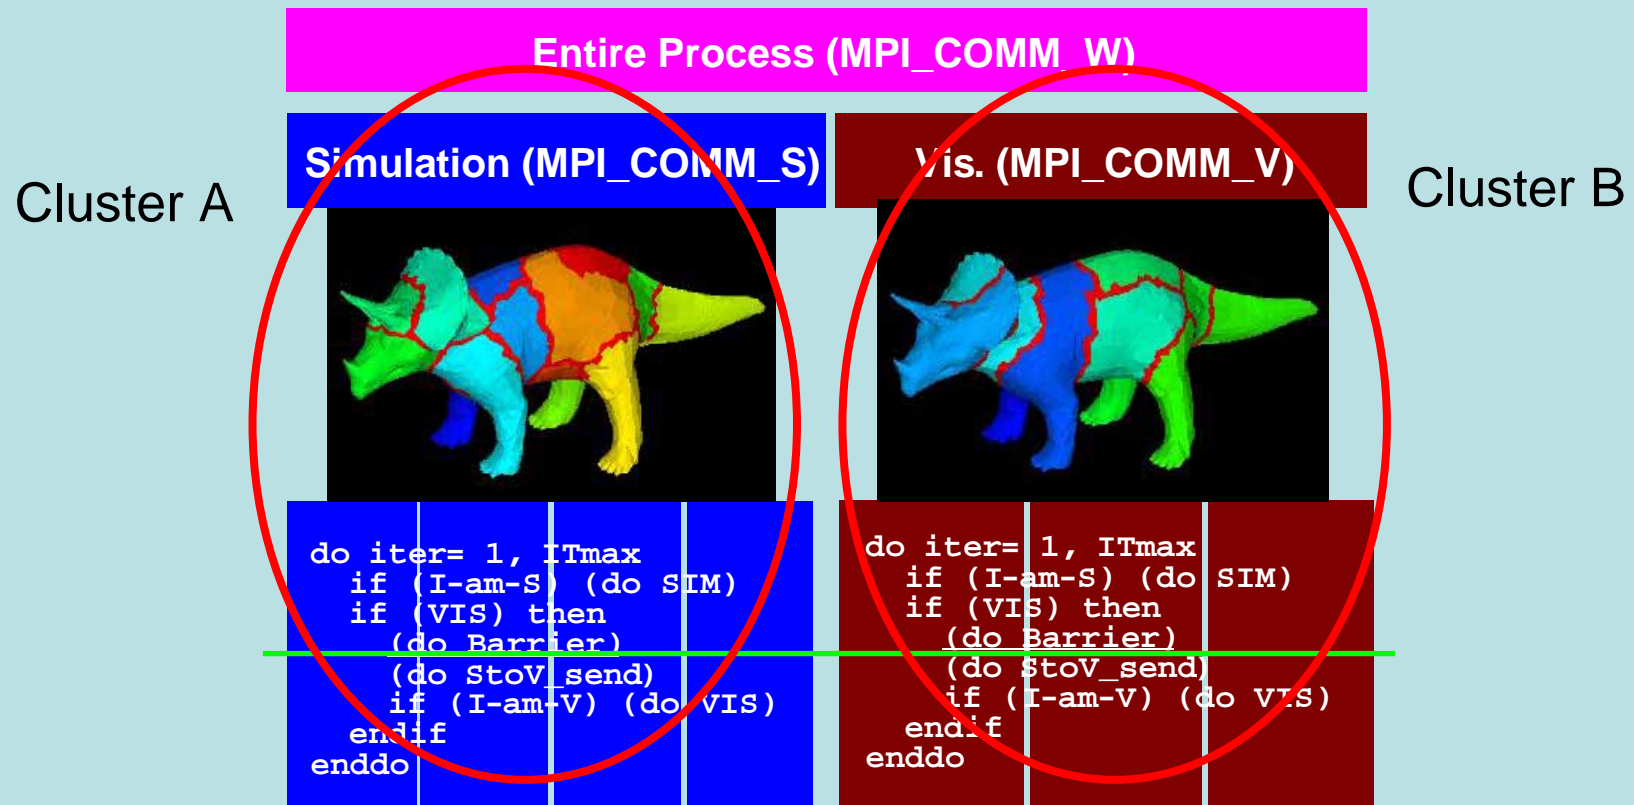 Entire Process (MPI_COMM_W)
Simulation (MPI_COMM_S)
Vis. (MPI_COMM_V)
Cluster A
Cluster B
do iter= 1, ITmax
  if (I-am-S) (do SIM)
  if (VIS) then
    (do Barrier)
    (do StoV_send)
    if (I-am-V) (do VIS)
  endif
enddo
do iter= 1, ITmax
  if (I-am-S) (do SIM)
  if (VIS) then
    (do Barrier)
    (do StoV_send)
    if (I-am-V) (do VIS)
  endif
enddo